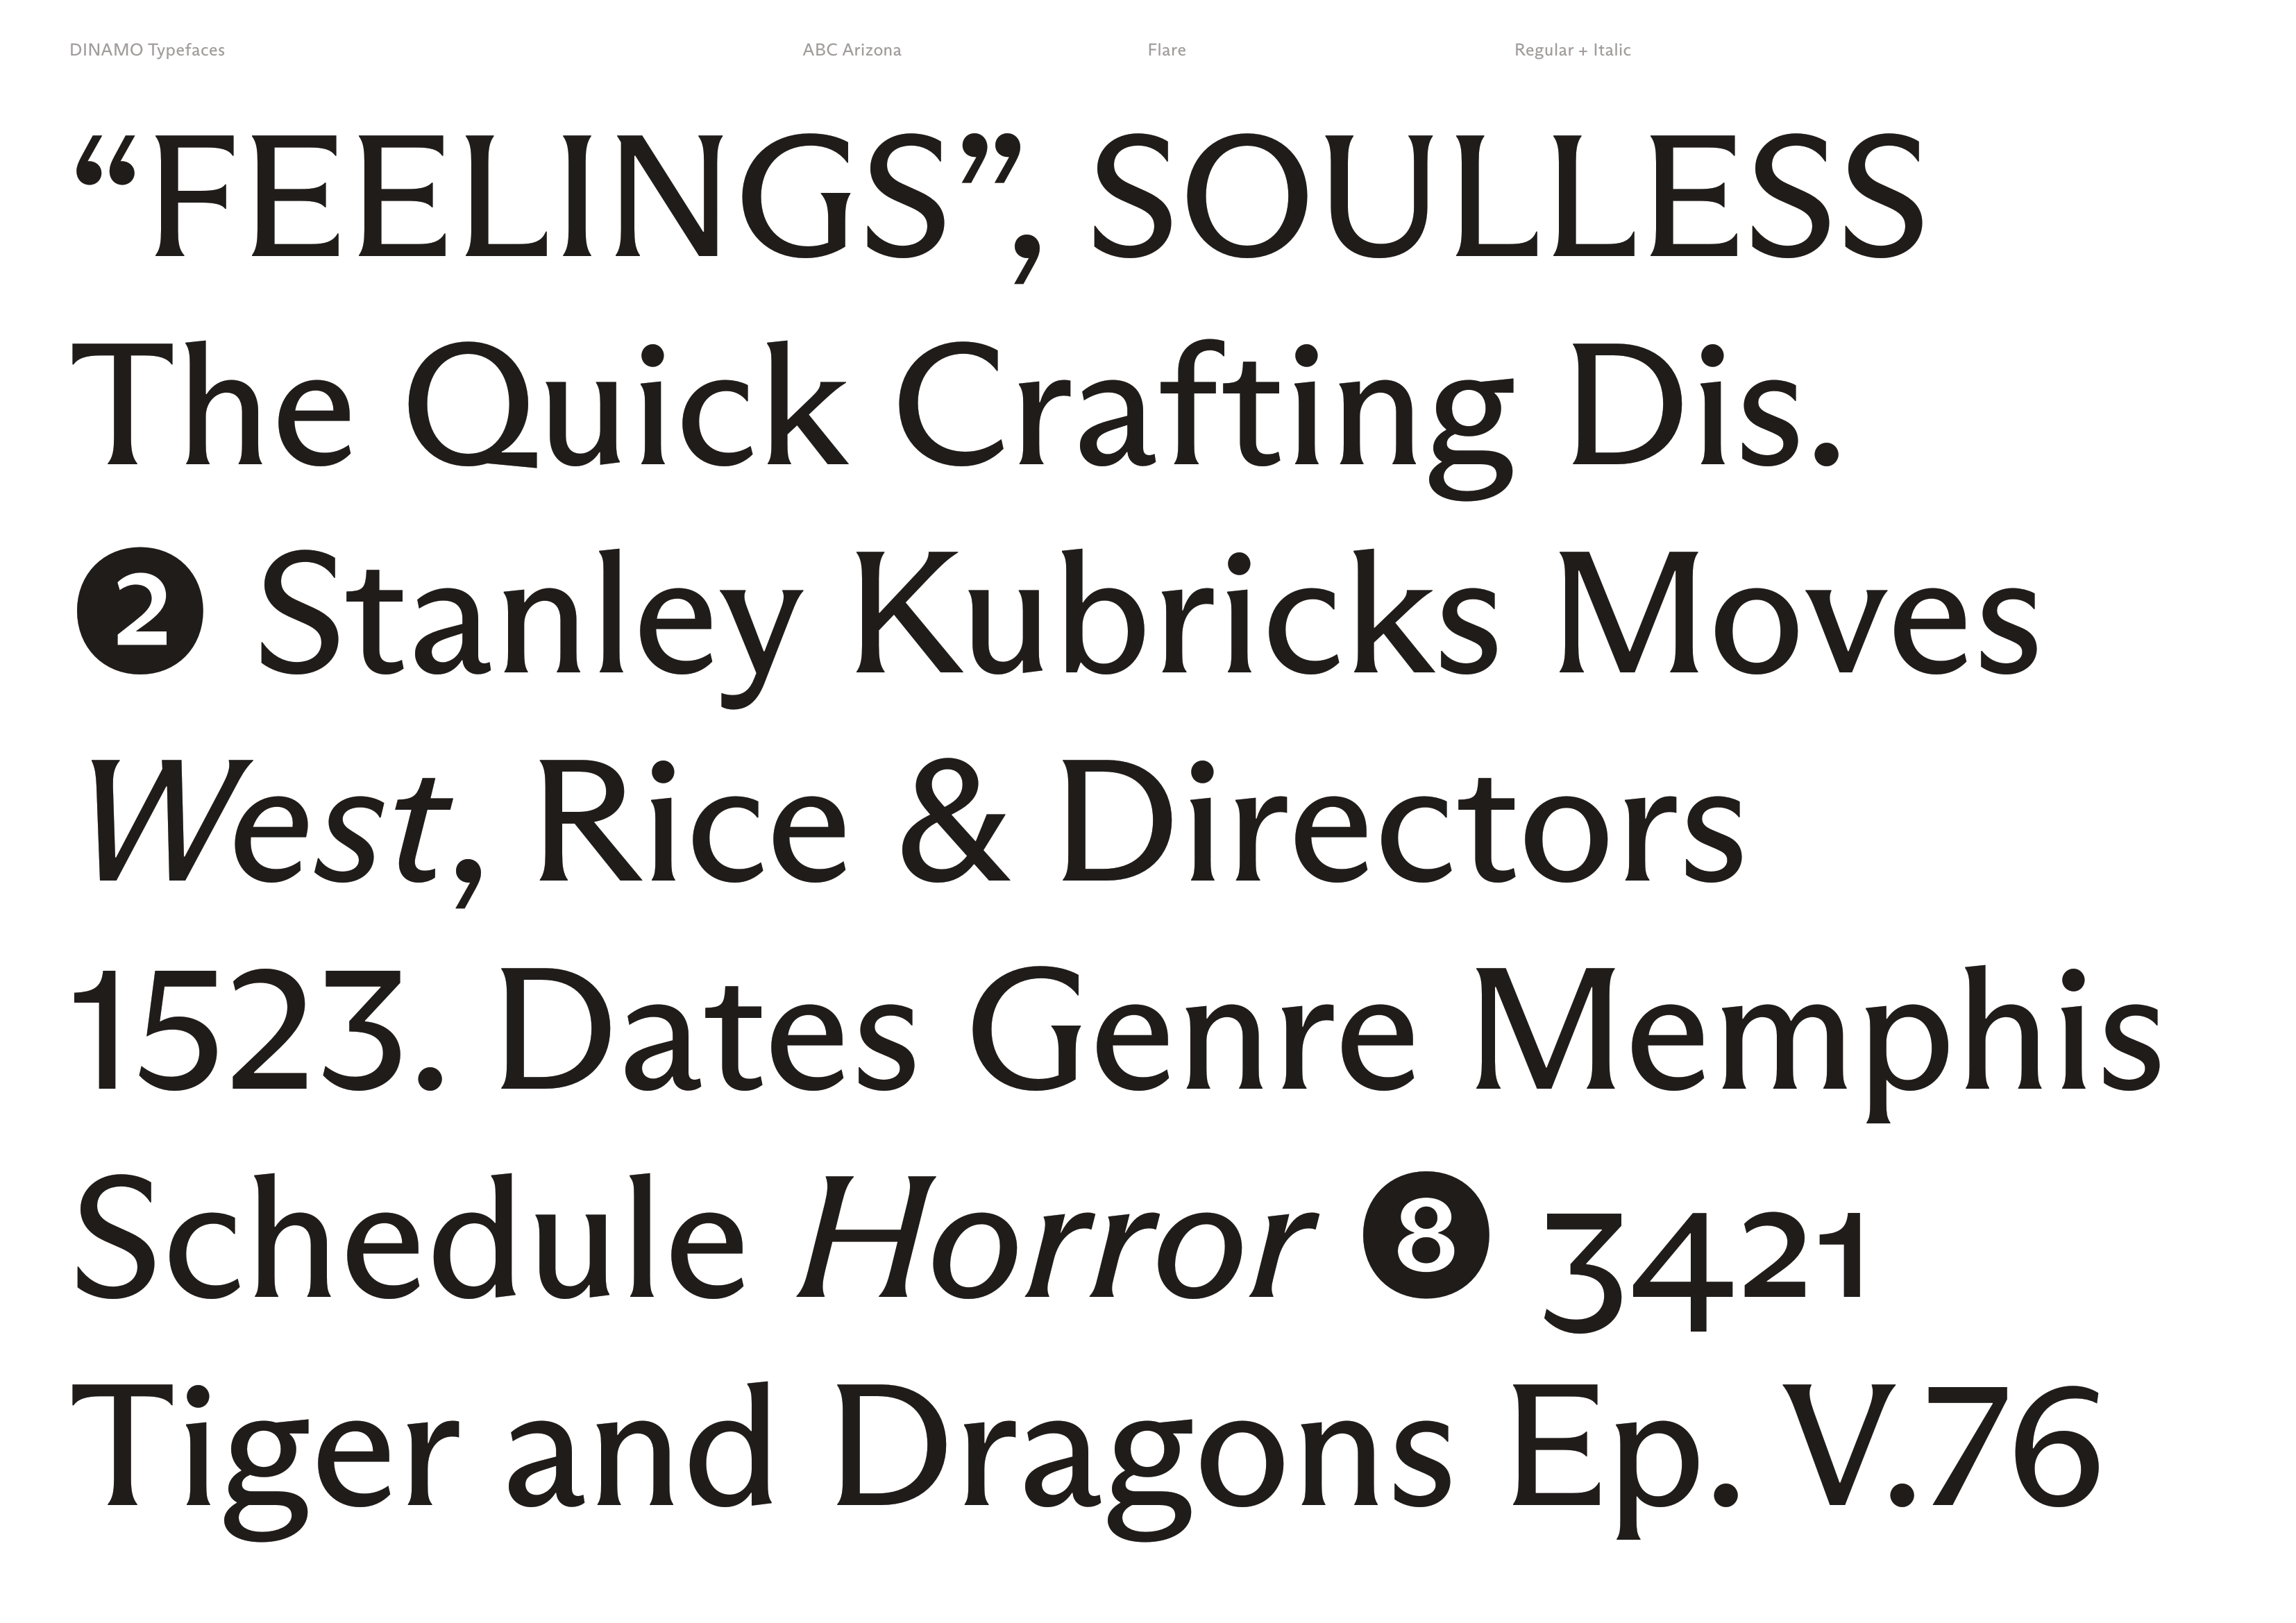 DINAMO Typefaces ABC Arizona Flare Regular + Italic
“FEELINGS”, SOULLESS
The Quick Crafting Dis.
❷ Stanley Kubricks Moves
West, Rice & Directors
1523. Dates Genre Memphis
Schedule Horror ❽ 3421
Tiger and Dragons Ep. V.76